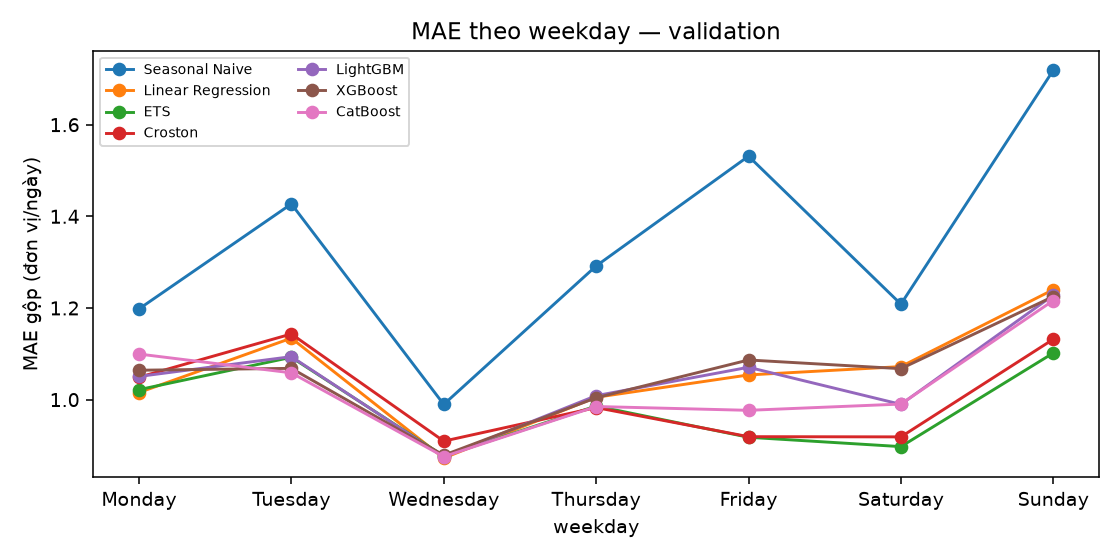 MAE theo weekday — validation
Seasonal Naive
Linear Regression
ETS
Croston
LightGBM
XGBoost
CatBoost
MAE gộp (đơn vị/ngày)
1.6
1.4
1.2
1.0
Monday
Tuesday
Wednesday
Thursday
Friday
Saturday
Sunday
weekday